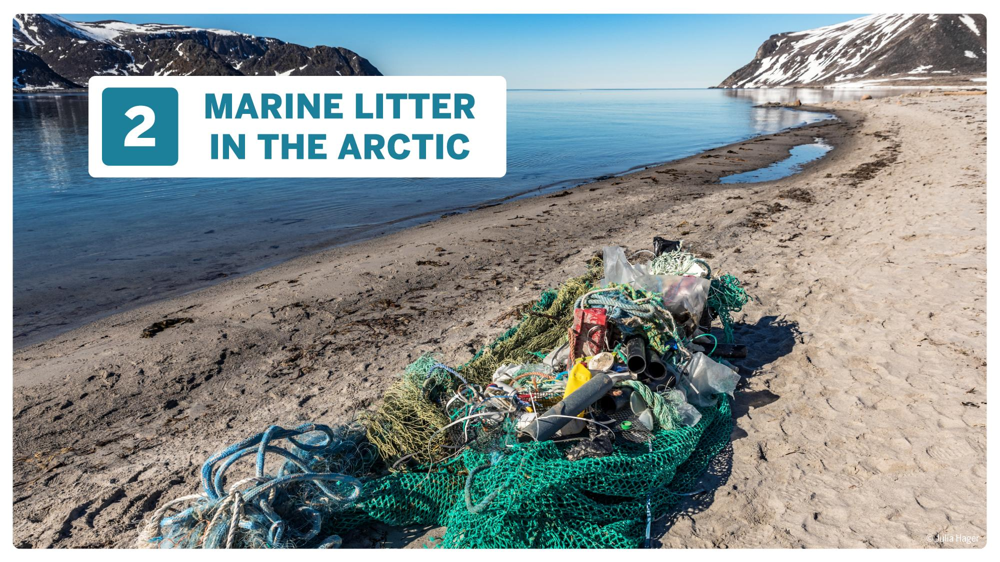 2
MARINE LITTER
IN THE ARCTIC
© Julia Hager